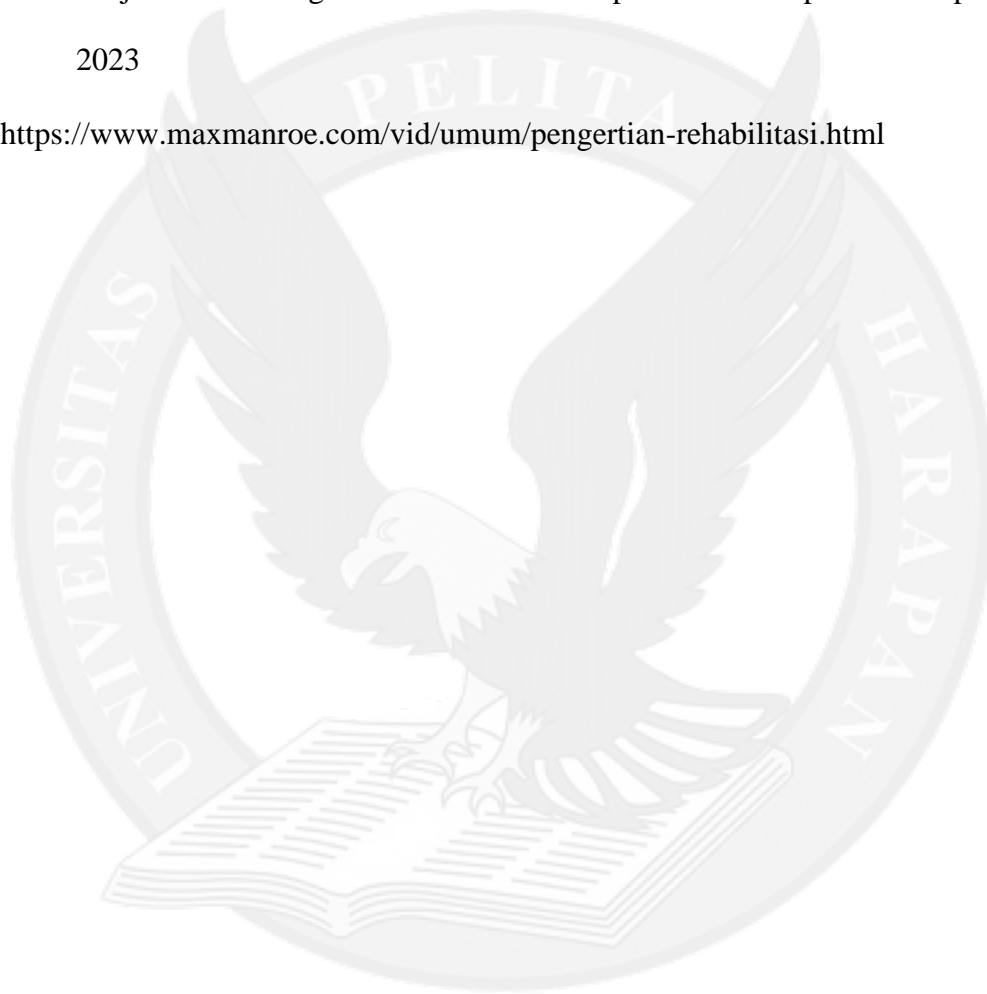 2023
https://www.maxmanroe.com/vid/umum/pengertian-rehabilitasi.html
UNIVERSITAS PELITA HARAPAN